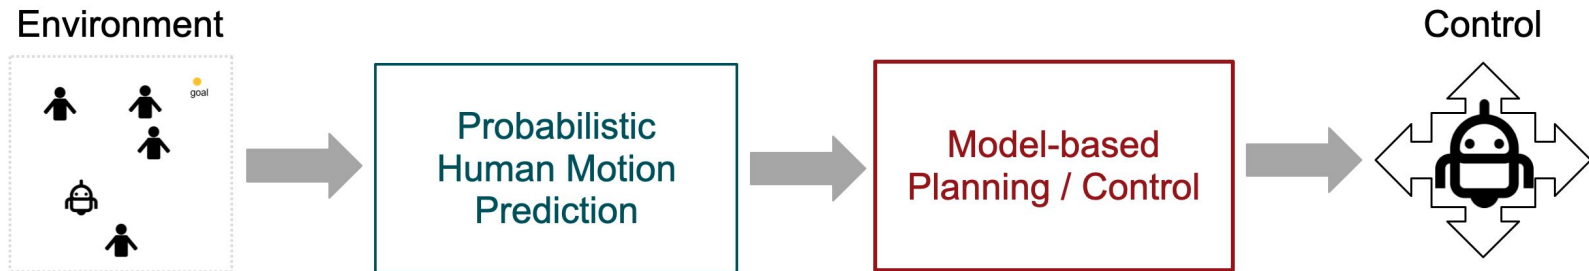 Environment
goal
Probabilistic
Human Motion
Prediction
Model-based
Planning / Control
Control